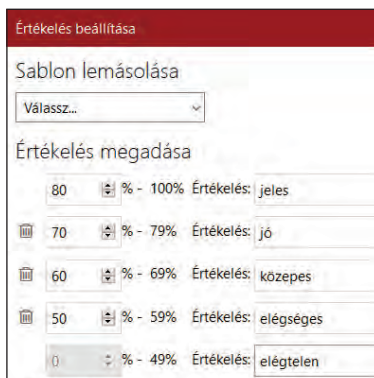 Értékelés beállítása
Sablon lemásolása
Válassz...
Értékelés megadása
80 % - 100% Értékelés: jeles
70 % - 79% Értékelés: jó
60 % - 69% Értékelés: közepes
50 % - 59% Értékelés: elégséges
0 % - 49% Értékelés: elégtelen